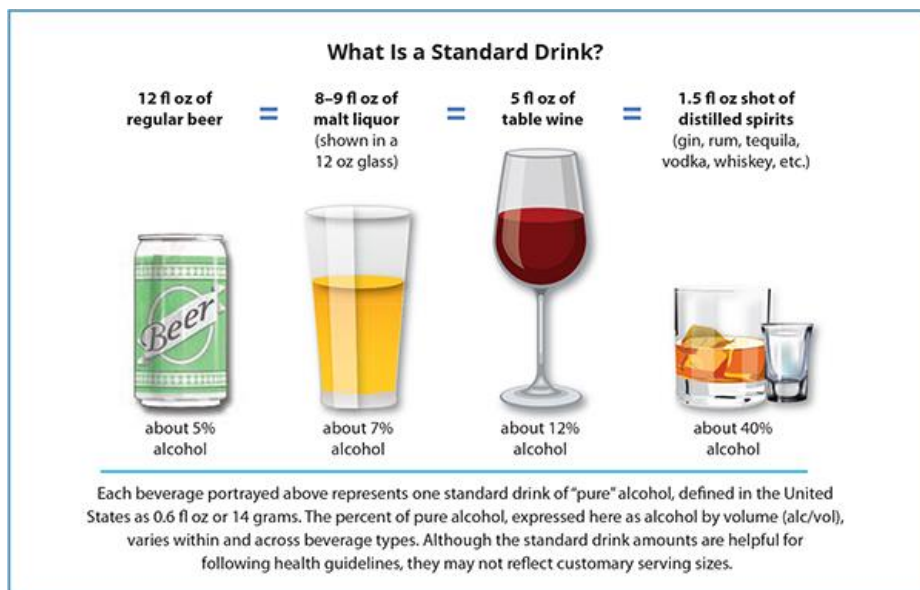 What Is a Standard Drink?
12 fl oz of
regular beer
=
8–9 fl oz of
malt liquor
(shown in a
12 oz glass)
=
5 fl oz of
table wine
=
1.5 fl oz shot of
distilled spirits
(gin, rum, tequila,
vodka, whiskey, etc.)
Beer
about 5%
alcohol
about 7%
alcohol
about 12%
alcohol
about 40%
alcohol
Each beverage portrayed above represents one standard drink of “pure” alcohol, defined in the United
States as 0.6 fl oz or 14 grams. The percent of pure alcohol, expressed here as alcohol by volume (alc/vol),
varies within and across beverage types. Although the standard drink amounts are helpful for
following health guidelines, they may not reflect customary serving sizes.